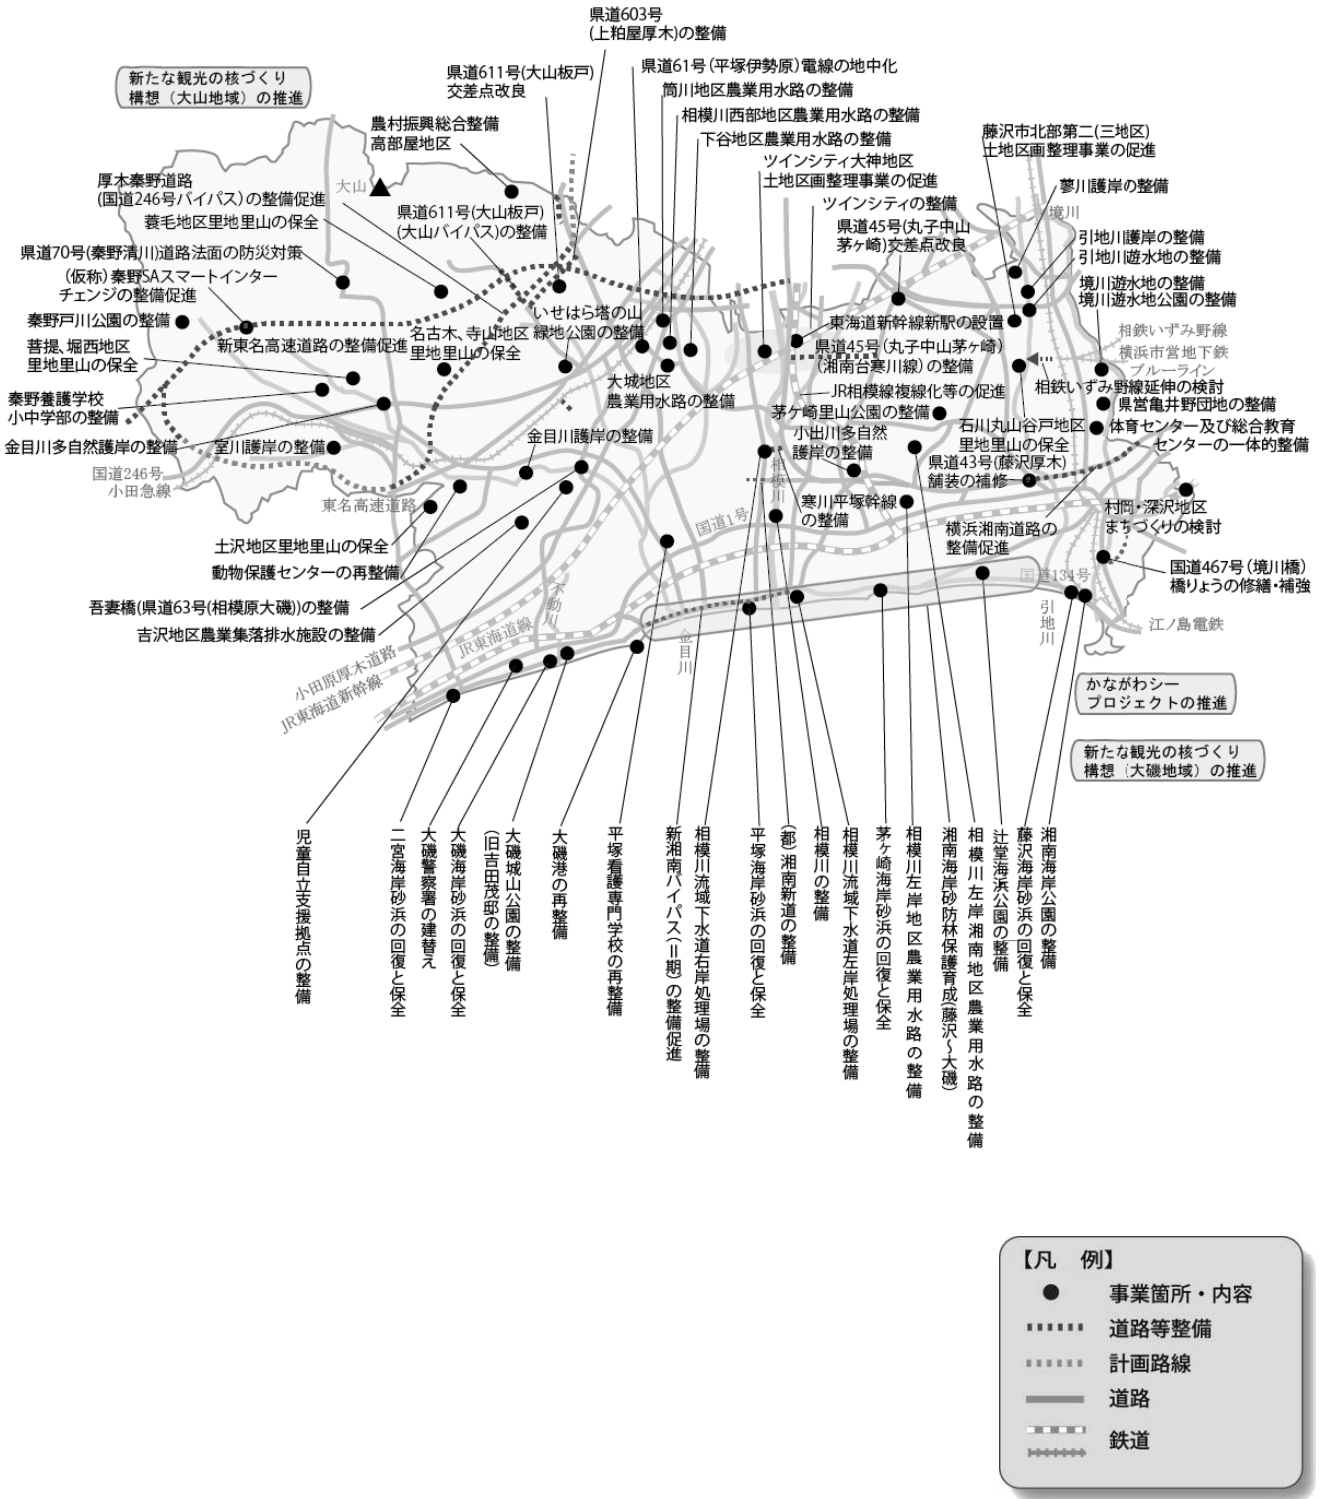 県道603号
(上粕屋厚木)の整備
新たな観光の核づくり
構想（大山地域）の推進
県道611号(大山板戸)
交差点改良
県道61号（平塚伊勢原）電線の地中化
筒川地区農業用水路の整備
相模川西部地区農業用水路の整備
下谷地区農業用水路の整備
農村振興総合整備
高部屋地区
ツインシティ大神地区
土地区画整理事業の促進
藤沢市北部第二(三地区)
土地区画整理事業の促進
厚木秦野道路
(国道246号バイパス）の整備促進
大山
蓼川護岸の整備
ツインシティの整備
蓑毛地区里地里山の保全
県道611号(大山板戸)
(大山バイパス)の整備
県道45号(丸子中山
茅ヶ崎)交差点改良
境川
引地川護岸の整備
引地川遊水地の整備
県道70号(秦野清川)道路法面の防災対策
（仮称）秦野SAスマートインター
チェンジの整備促進
境川遊水地の整備
境川遊水地公園の整備
秦野戸川公園の整備
いせはら塔の山
緑地公園の整備
東海道新幹線新駅の設置
相鉄いずみ野線
横浜市営地下鉄
ブルーライン
新東名高速道路の整備促進
名古木、寺山地区
里地里山の保全
県道45号（丸子中山茅ヶ崎）
（湘南台寒川線）の整備
菩提、堀西地区
里地里山の保全
大城地区
農業用水路の整備
JR相模線複線化等の促進
相鉄いずみ野線延伸の検討
秦野養護学校
小中学部の整備
茅ケ崎里山公園の整備
県営亀井野団地の整備
石川丸山谷戸地区
里地里山の保全
体育センター及び総合教育
センターの一体的整備
金目川多自然護岸の整備
室川護岸の整備
金目川護岸の整備
小出川多自然
護岸の整備
県道43号(藤沢厚木)
舗装の補修
国道246号
小田急線
相模川
東名高速道路
寒川平塚幹線
の整備
国道1号
横浜湘南道路の
整備促進
村岡・深沢地区
まちづくりの検討
土沢地区里地里山の保全
動物保護センターの再整備
国道467号（境川橋）
橋りょうの修繕・補強
国道134号
吾妻橋(県道63号(相模原大磯))の整備
吉沢地区農業集落排水施設の整備
不動川
JR東海道線
金目川
引地川
江ノ島電鉄
小田原厚木道路
JR東海道新幹線
かながわシー
プロジェクトの推進
新たな観光の核づくり
構想（大磯地域）の推進
児童自立支援拠点の整備
二宮海岸砂浜の回復と保全
大磯警察署の建替え
大磯海岸砂浜の回復と保全
大磯城山公園の整備
（旧吉田茂邸の整備）
大磯港の再整備
平塚看護専門学校の再整備
新湘南バイパス（Ⅱ期）の整備促進
相模川流域下水道右岸処理場の整備
平塚海岸砂浜の回復と保全
（都）湘南新道の整備
相模川の整備
相模川流域下水道左岸処理場の整備
茅ヶ崎海岸砂浜の回復と保全
相模川左岸地区農業用水路の整備
湘南海岸砂防林保護育成(藤沢～大磯)
相模川左岸湘南地区農業用水路の整備
辻堂海浜公園の整備
藤沢海岸砂浜の回復と保全
湘南海岸公園の整備
【凡　例】
事業箇所・内容
道路等整備
計画路線
道路
鉄道